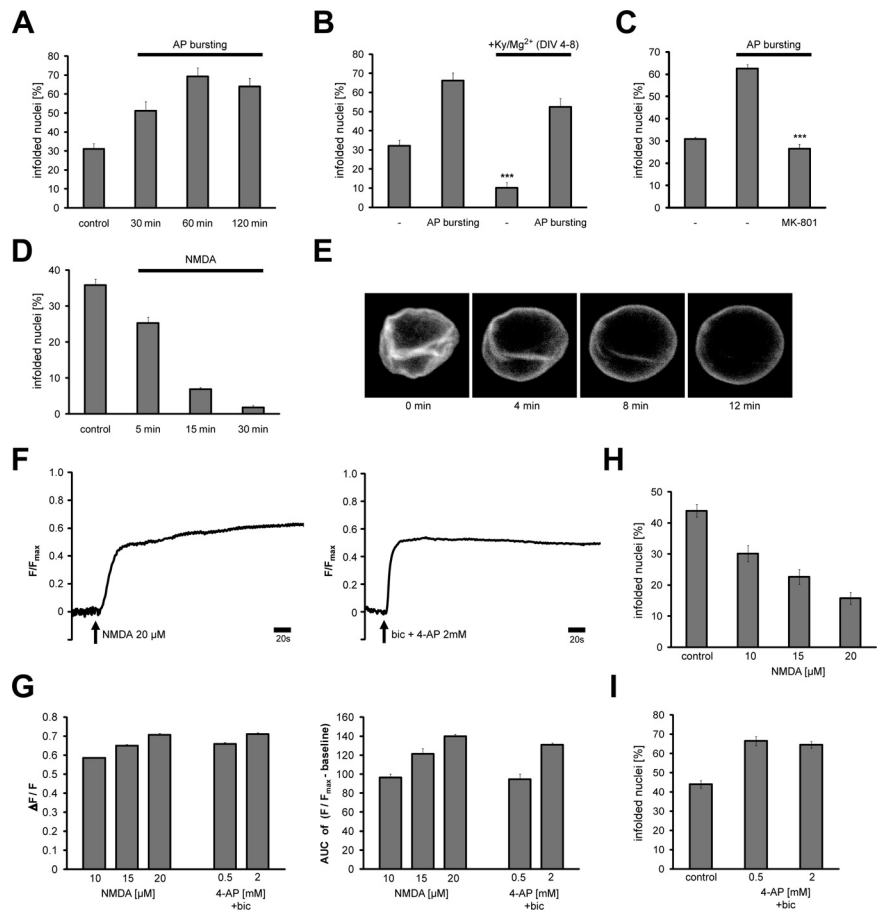 A
AP bursting
infolded nuclei [%]
80
70
60
50
40
30
20
10
0
control 30 min 60 min 120 min
B
+Ky/Mg²⁺ (DIV 4-8)
infolded nuclei [%]
80
70
60
50
40
30
20
10
0
***
- AP bursting - AP bursting
C
AP bursting
infolded nuclei [%]
70
60
50
40
30
20
10
0
***
- - MK-801
D
NMDA
infolded nuclei [%]
40
30
20
10
0
control 5 min 15 min 30 min
E
0 min 4 min 8 min 12 min
F
F/Fmax
1.0
0.8
0.6
0.4
0.2
0
NMDA 20 µM
20s
F/Fmax
1.0
0.8
0.6
0.4
0.2
0
bic + 4-AP 2mM
20s
H
infolded nuclei [%]
50
40
30
20
10
0
control 10 15 20
NMDA [µM]
G
ΔF / F
0.8
0.7
0.6
0.5
0.4
0.3
0.2
0.1
0
10 15 20 0.5 2
NMDA [µM] 4-AP [mM]
+bic
AUC of (F / Fmax - baseline)
160
140
120
100
80
60
40
20
0
10 15 20 0.5 2
NMDA [µM] 4-AP [mM]
+bic
I
infolded nuclei [%]
80
70
60
50
40
30
20
10
0
control 0.5 2
4-AP [mM]
+bic